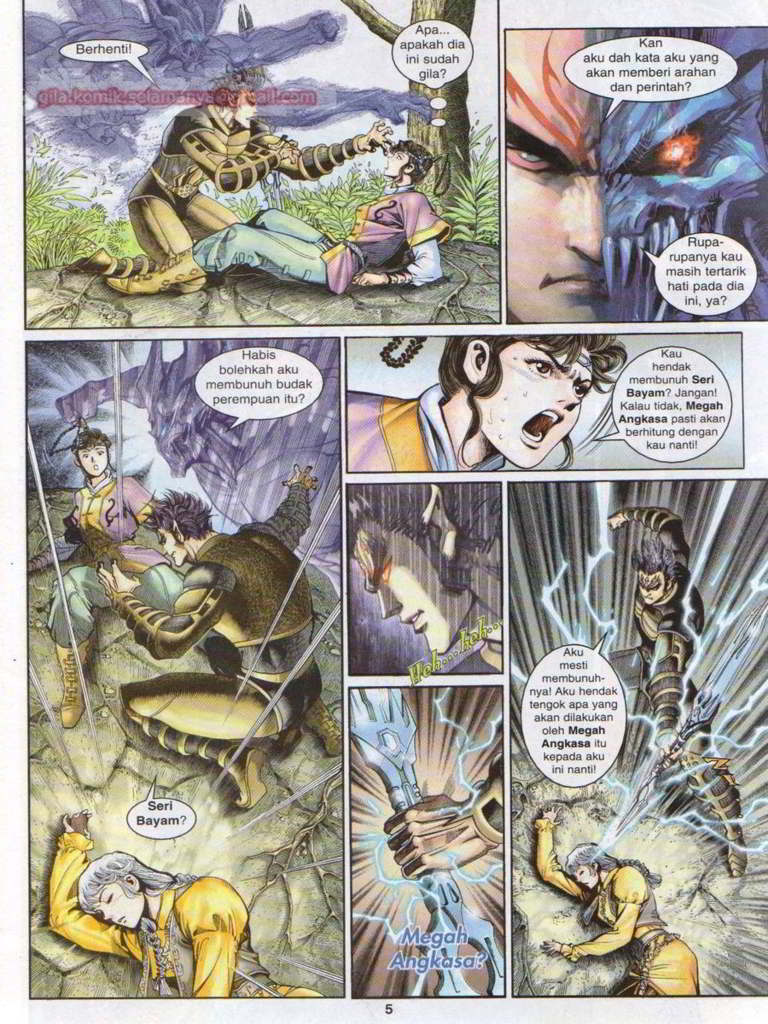 Berhenti!
gila.komik.selamanya@gmail.com
Apa...
apakah dia
ini sudah
gila?
Kan
aku dah kata aku yang
akan memberi arahan
dan perintah?
Rupa-
rupanya kau
masih tertarik
hati pada dia
ini, ya?
Habis
bolehkah aku
membunuh budak
perempuan itu?
Seri
Bayam?
Kau
hendak
membunuh Seri
Bayam? Jangan!
Kalau tidak, Megah
Angkasa pasti akan
berhitung dengan
kau nanti!
Heh...heh...
Megah
Angkasa?
Aku
mesti
membunuh-
nya! Aku hendak
tengok apa yang
akan dilakukan
oleh Megah
Angkasa itu
kepada aku
ini nanti!
5